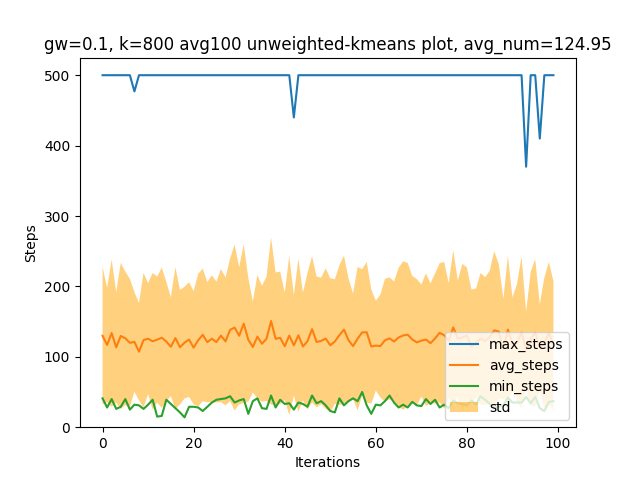 gw=0.1, k=800 avg100 unweighted-kmeans plot, avg_num=124.95
500
400
300
200
100
0
Steps
max_steps
avg_steps
min_steps
std
0 20 40 60 80 100
Iterations